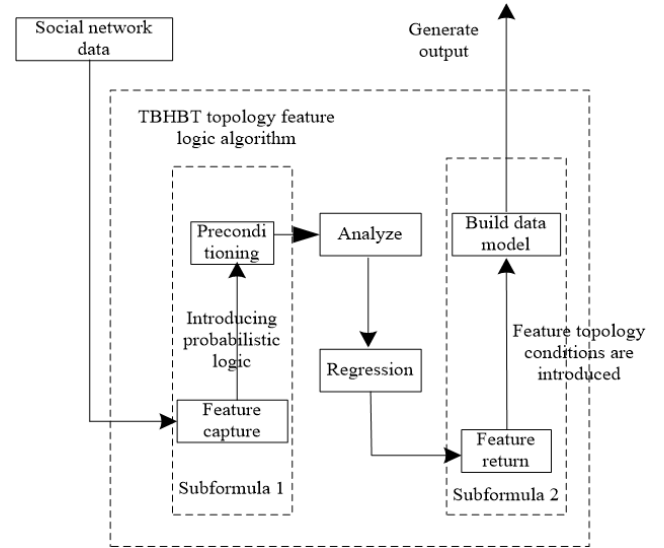 Social network
data
Generate
output
TBHBT topology feature
logic algorithm
Precondi
tioning
Analyze
Build data
model
Introducing
probabilistic
logic
Feature topology
conditions are
introduced
Regression
Feature
capture
Feature
return
Subformula 1
Subformula 2